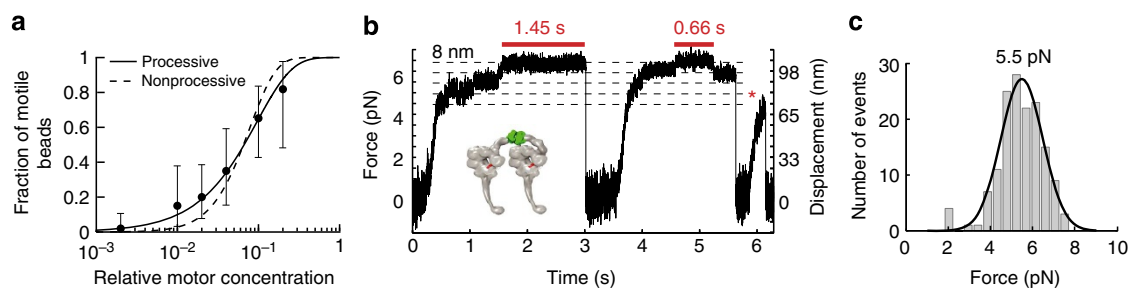 a
Fraction of motile
beads
1
0.8
0.6
0.4
0.2
0
Processive
Nonprocessive
10⁻³ 10⁻² 10⁻¹ 1
Relative motor concentration
b
1.45 s 0.66 s
8 nm
Force (pN)
6
4
2
0
*
98
65
33
0
Displacement (nm)
0 1 2 3 4 5 6
Time (s)
c
5.5 pN
Number of events
30
20
10
0
0 2 4 6 8 10
Force (pN)